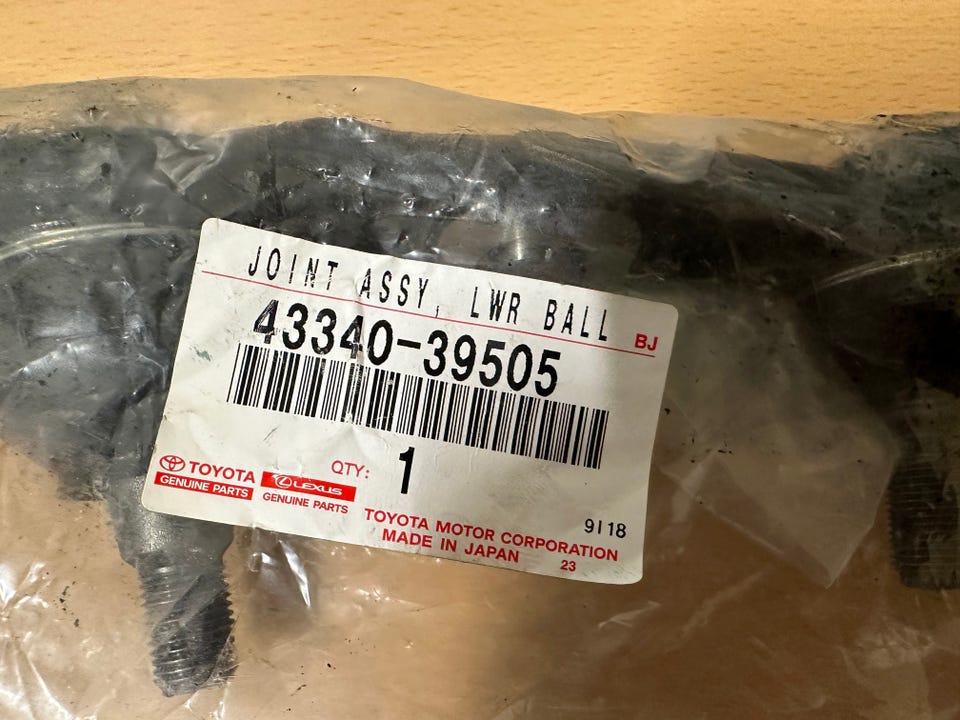 JOINT ASSY, LWR BALL
BJ
43340-39505
QTY: 1
TOYOTA
GENUINE PARTS
LEXUS
GENUINE PARTS
TOYOTA MOTOR CORPORATION
MADE IN JAPAN 23
9I18